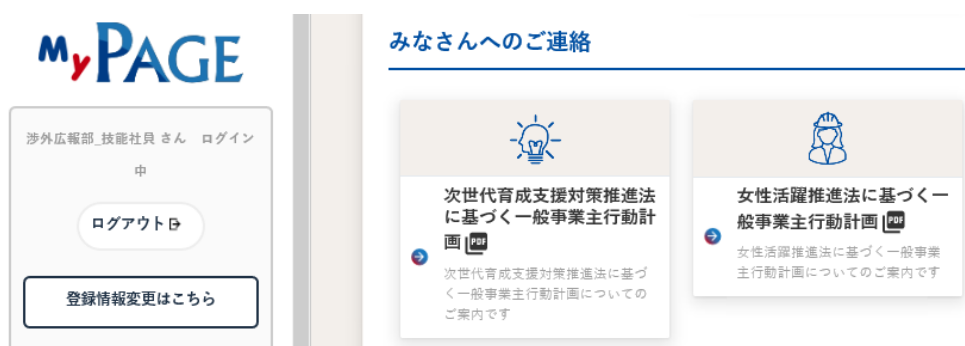 MyPAGE
渉外広報部_技能社員 さん ログイン
中
ログアウト
登録情報変更はこちら
みなさんへのご連絡
次世代育成支援対策推進法
に基づく一般事業主行動計
画 PDF
次世代育成支援対策推進法に基づ
く一般事業主行動計画についての
ご案内です
女性活躍推進法に基づく一
般事業主行動計画 PDF
女性活躍推進法に基づく一般事業
主行動計画についてのご案内です